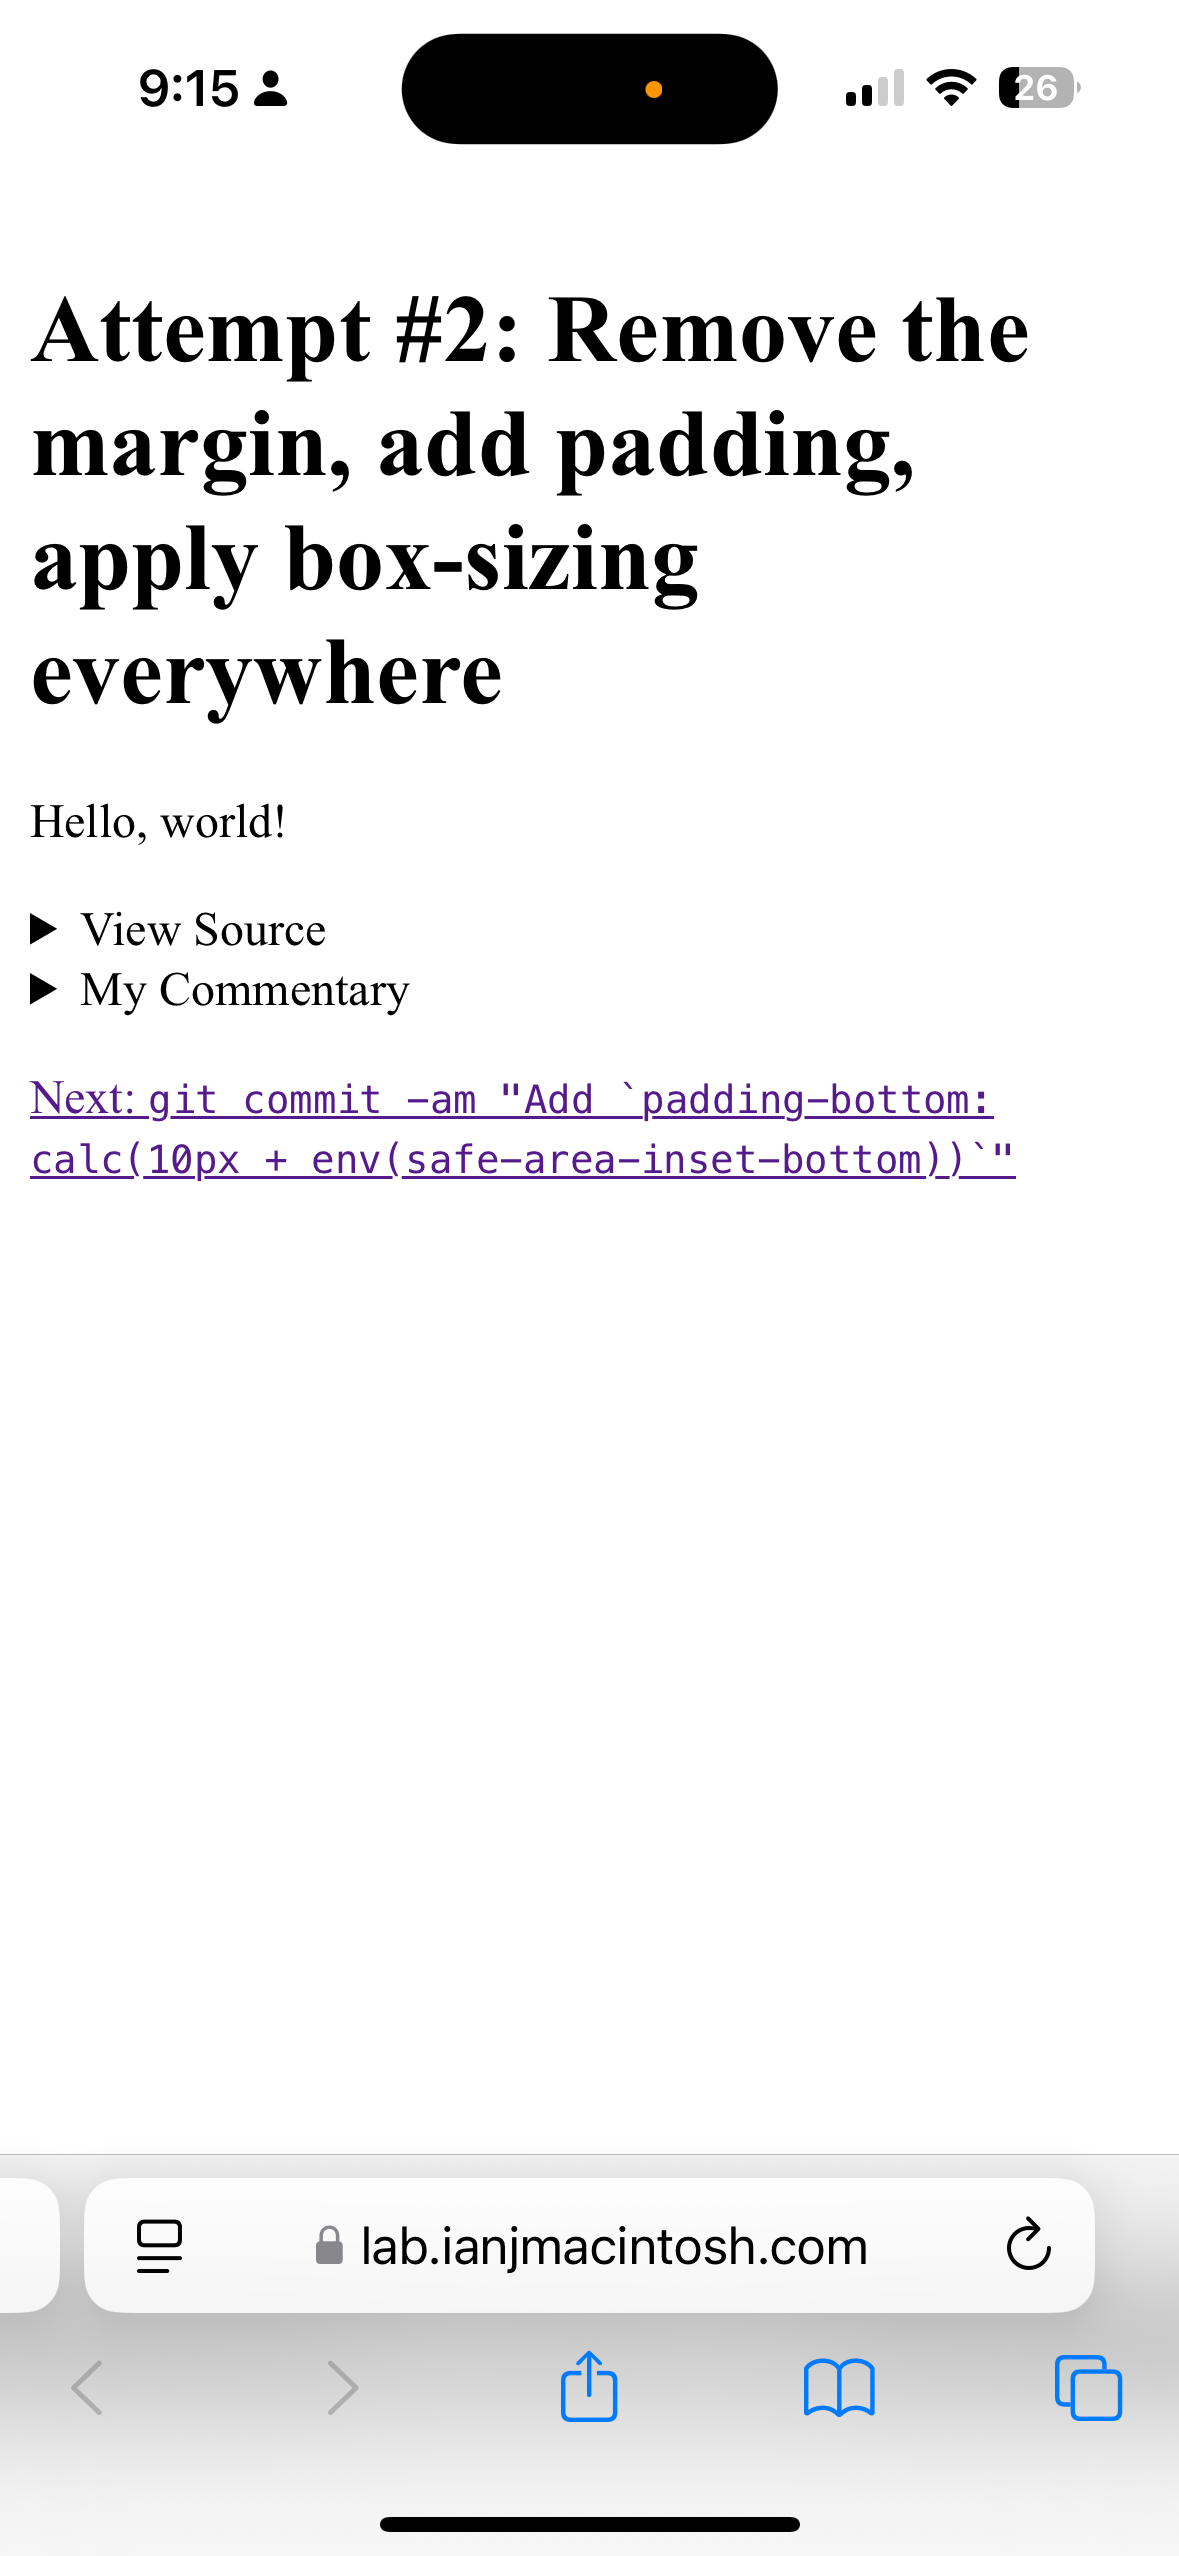 9:15
26
Attempt #2: Remove the
margin, add padding,
apply box-sizing
everywhere
Hello, world!
View Source
My Commentary
Next: git commit -am "Add `padding-bottom:
calc(10px + env(safe-area-inset-bottom))`"
lab.ianjmacintosh.com